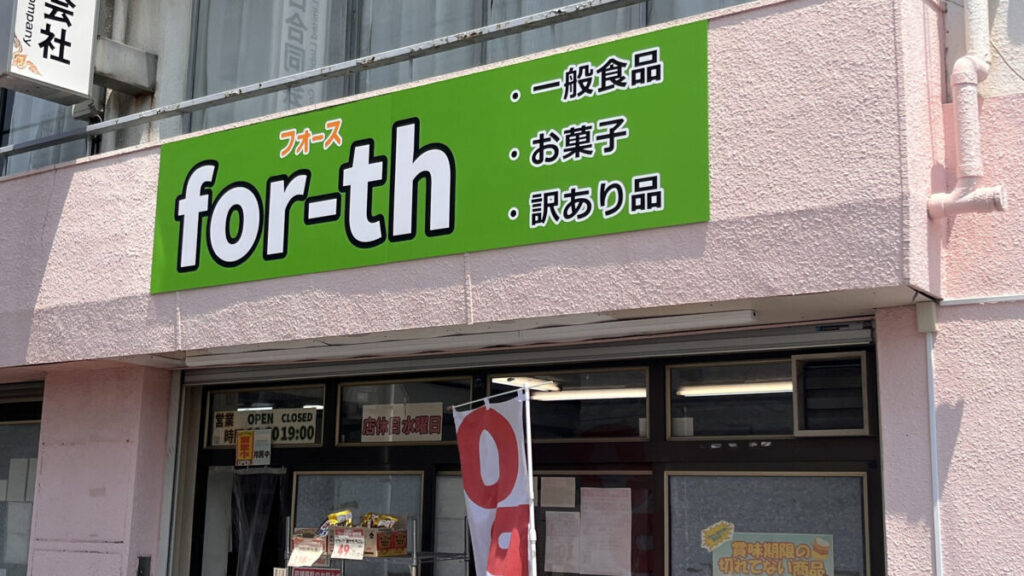 会社
ompany
フォース
for-th
・一般食品
・お菓子
・訳あり品
営業
OPEN CLOSED
19:00
店休日水曜日
49
賞味期限の
切れてない商品